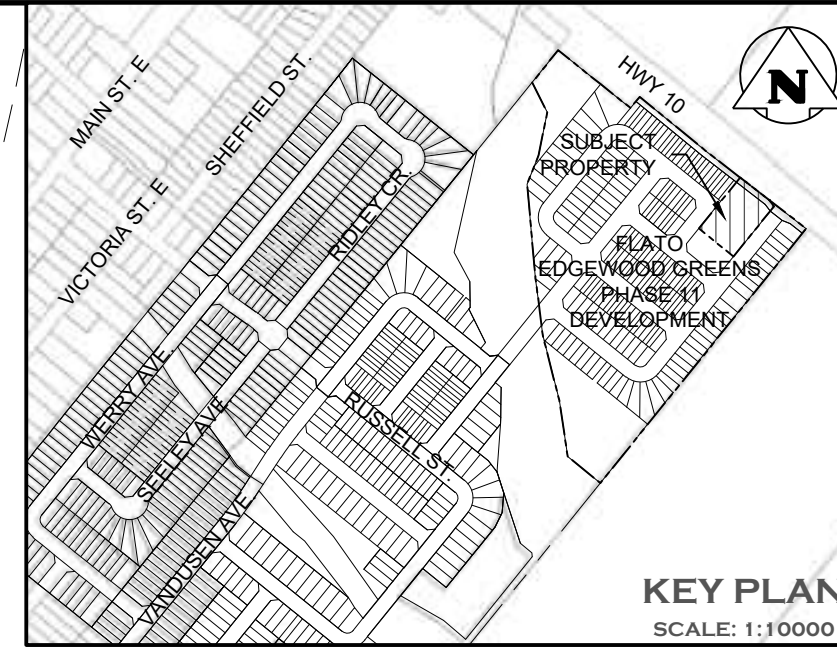 MAIN ST. E
SHEFFIELD ST.
VICTORIA ST. E
HWY 10
N
SUBJECT
PROPERTY
RIDLEY CR.
FLATO
EDGEWOOD GREENS
PHASE 11
DEVELOPMENT
WERRY AVE.
SEELEY AVE.
RUSSELL ST.
VANDUSEN AVE.
KEY PLAN
SCALE: 1:10000